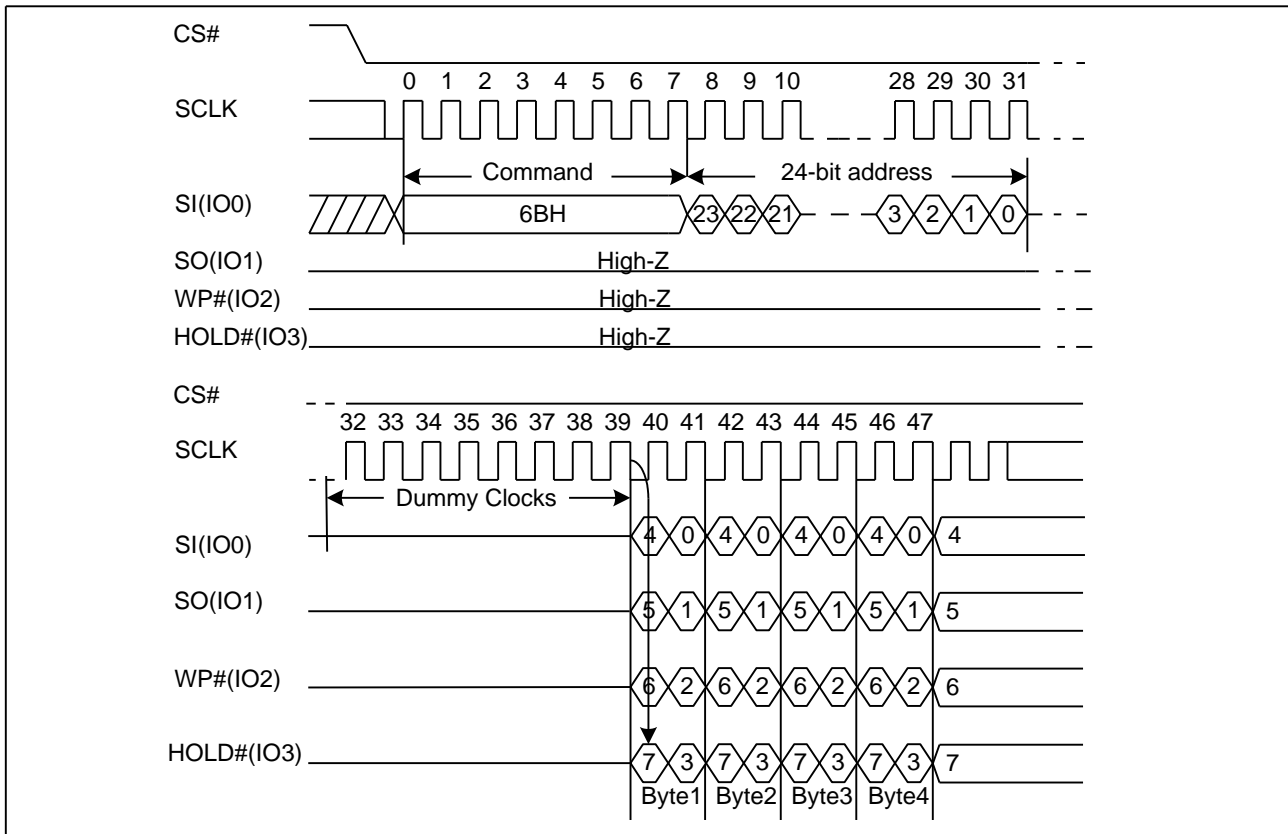 CS#
0 1 2 3 4 5 6 7 8 9 10 28 29 30 31
SCLK
Command 24-bit address
SI(IO0) 6BH 23 22 21 3 2 1 0
SO(IO1) High-Z
WP#(IO2) High-Z
HOLD#(IO3) High-Z
CS#
32 33 34 35 36 37 38 39 40 41 42 43 44 45 46 47
SCLK
Dummy Clocks
SI(IO0) 4 0 4 0 4 0 4 0 4
SO(IO1) 5 1 5 1 5 1 5 1 5
WP#(IO2) 6 2 6 2 6 2 6 2 6
HOLD#(IO3) 7 3 7 3 7 3 7 3 7
Byte1 Byte2 Byte3 Byte4